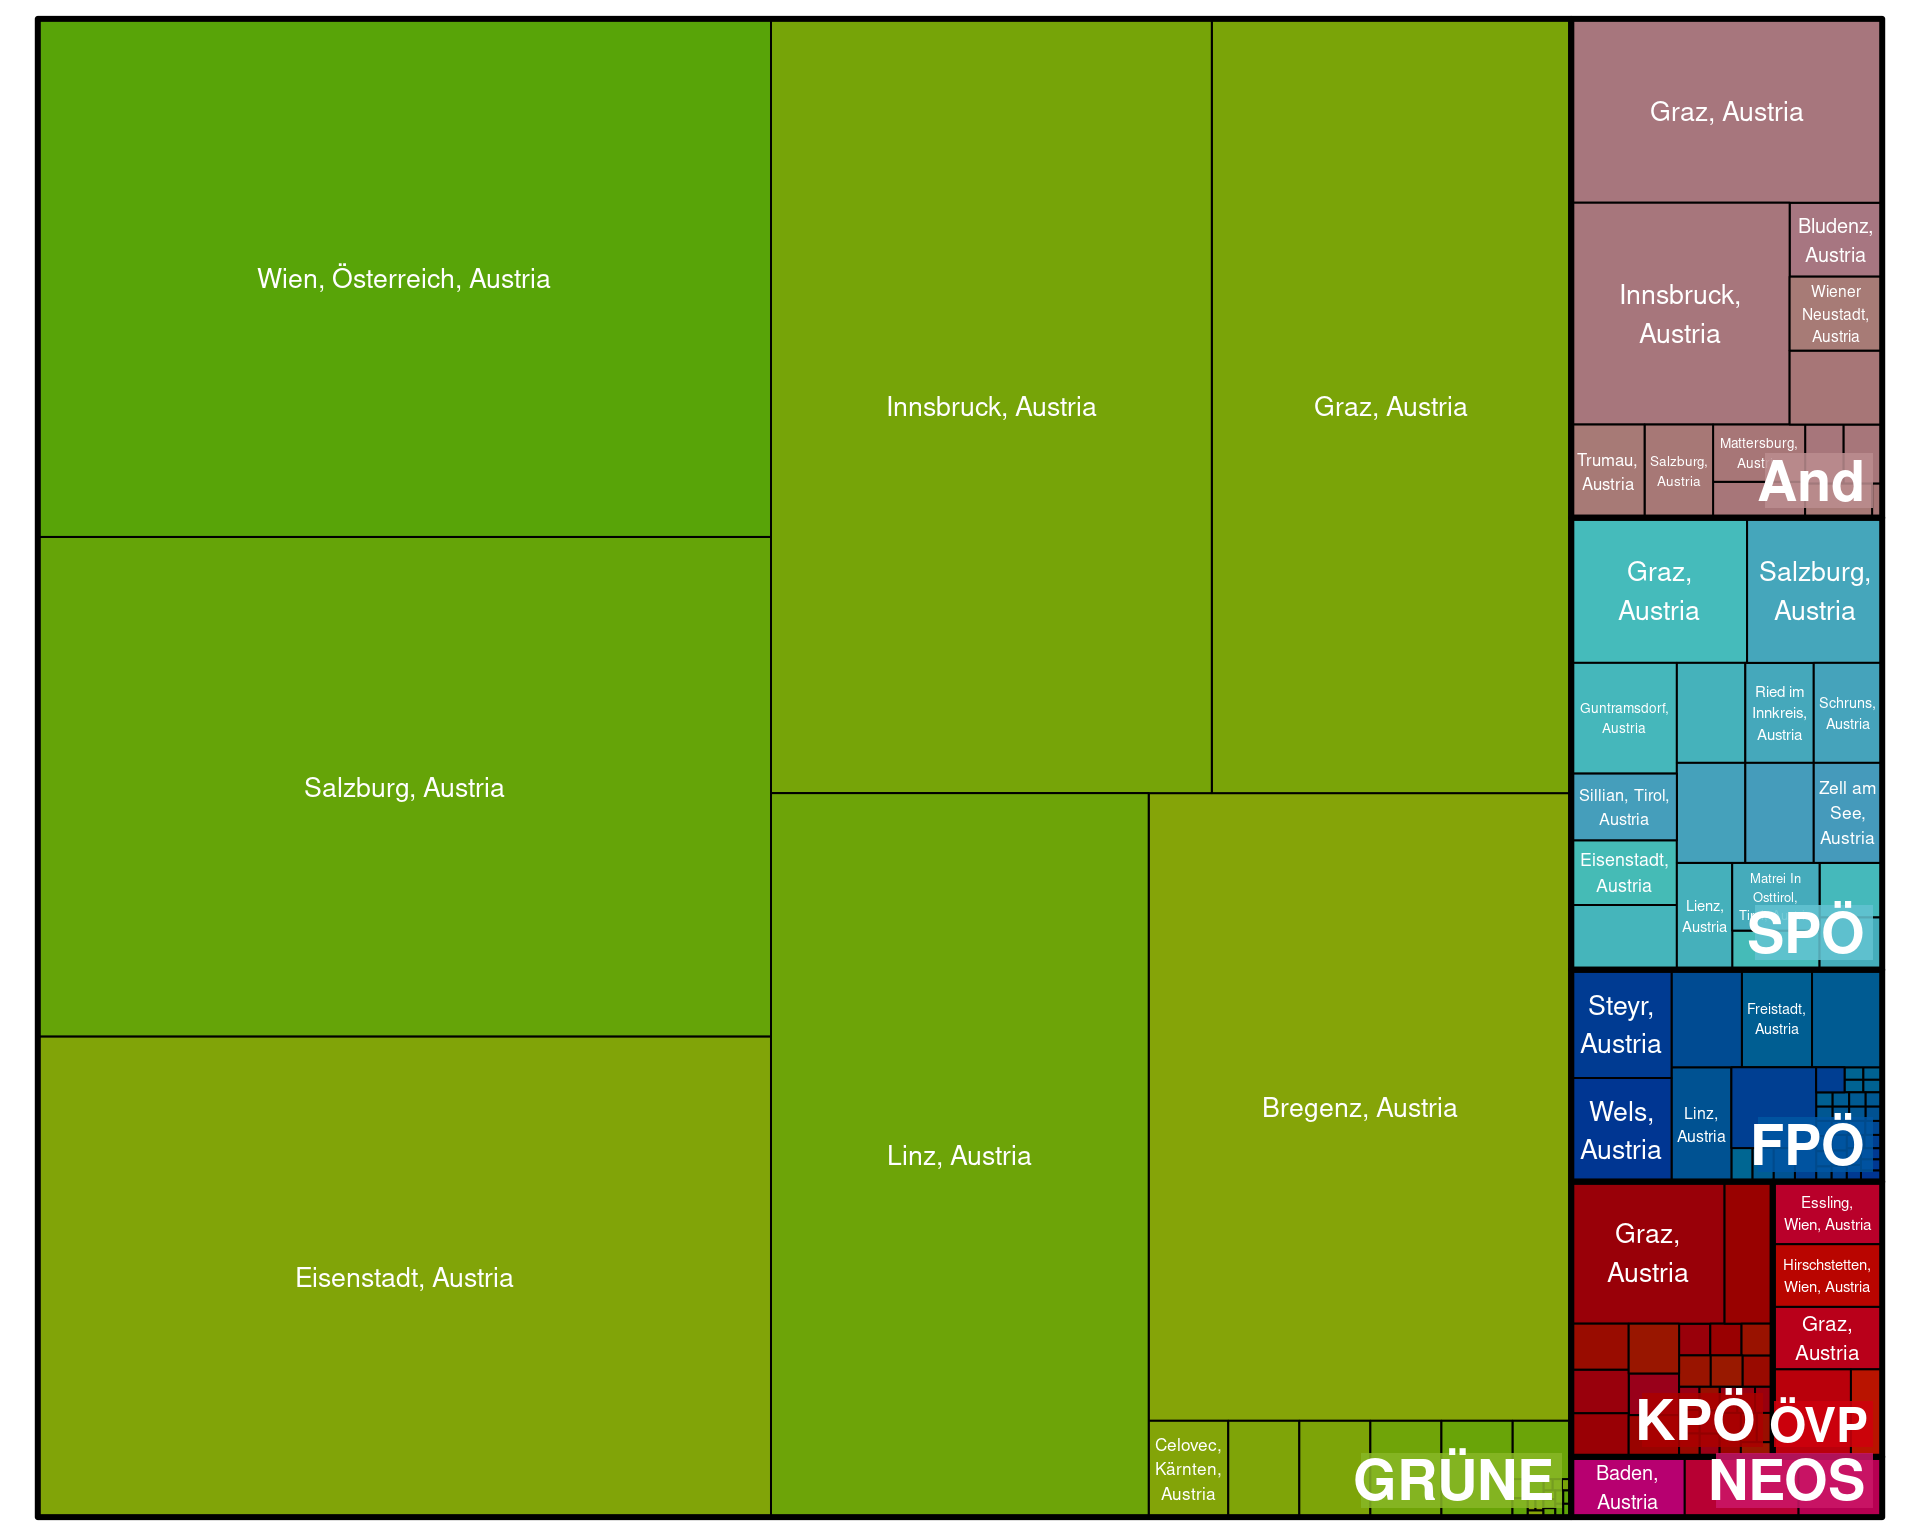 Wien, Österreich, Austria
Salzburg, Austria
Eisenstadt, Austria
Innsbruck, Austria
Graz, Austria
Linz, Austria
Bregenz, Austria
Celovec,
Kärnten,
Austria
GRÜNE
Graz, Austria
Innsbruck,
Austria
Bludenz,
Austria
Wiener
Neustadt,
Austria
Trumau,
Austria
Salzburg,
Austria
Mattersburg,
And
Graz,
Austria
Salzburg,
Austria
Guntramsdorf,
Austria
Ried im
Innkreis,
Austria
Schruns,
Austria
Sillian, Tirol,
Austria
Zell am
See,
Austria
Eisenstadt,
Austria
Lienz,
Austria
Matrei In
Osttirol,
SPÖ
Steyr,
Austria
Freistadt,
Austria
Wels,
Austria
Linz,
Austria
FPÖ
Graz,
Austria
KPÖ
Essling,
Wien, Austria
Hirschstetten,
Wien, Austria
Graz,
Austria
ÖVP
Baden,
Austria
NEOS